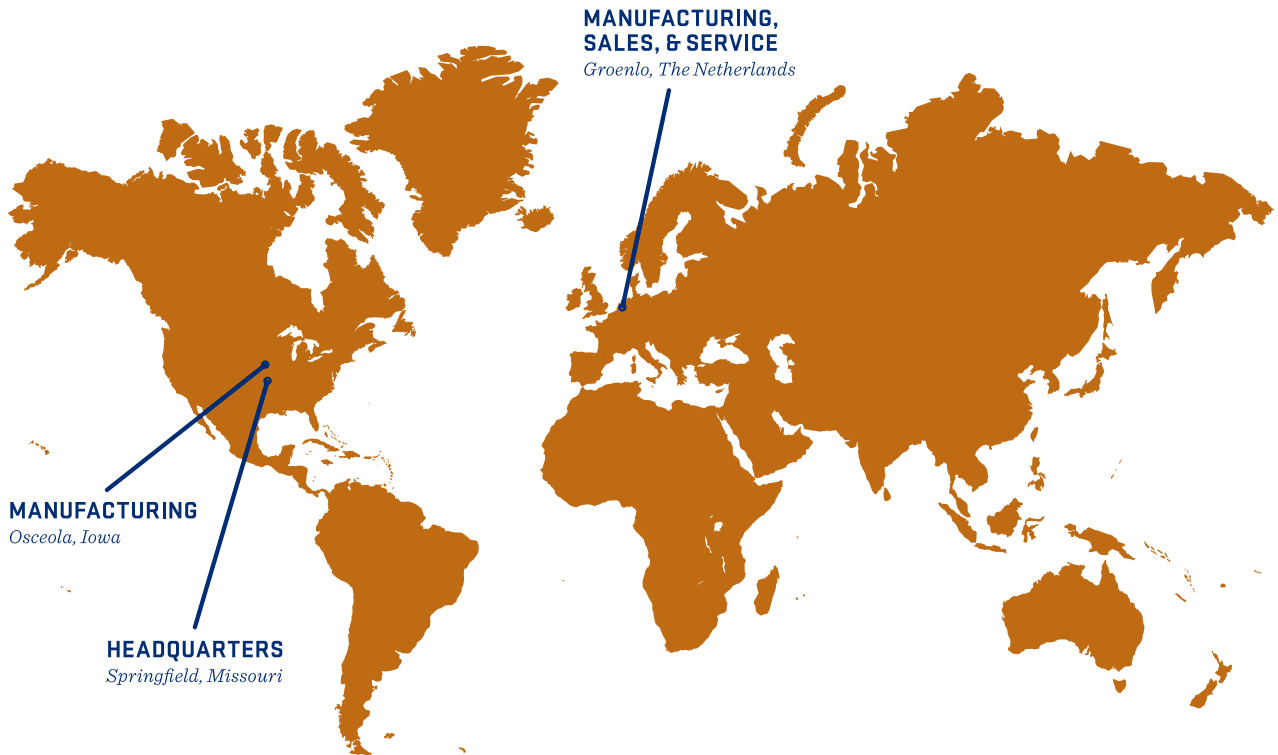 MANUFACTURING,
SALES, & SERVICE
Groenlo, The Netherlands
MANUFACTURING
Osceola, Iowa
HEADQUARTERS
Springfield, Missouri